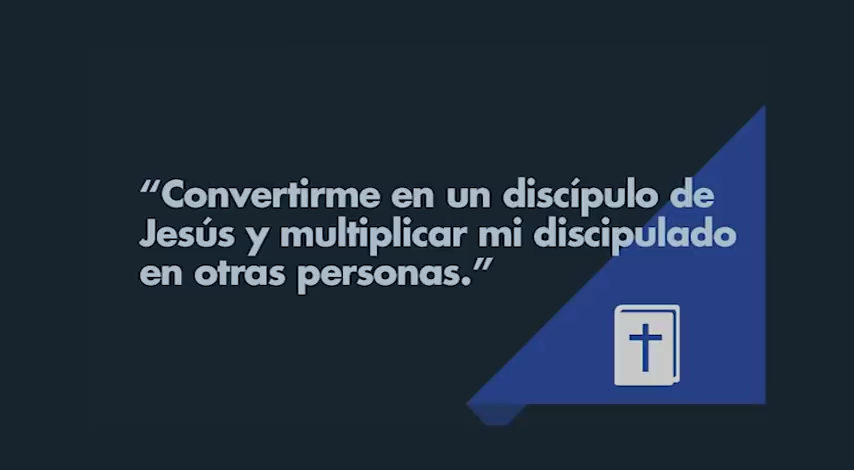 “Convertirme en un discípulo de
Jesús y multiplicar mi discipulado
en otras personas.”